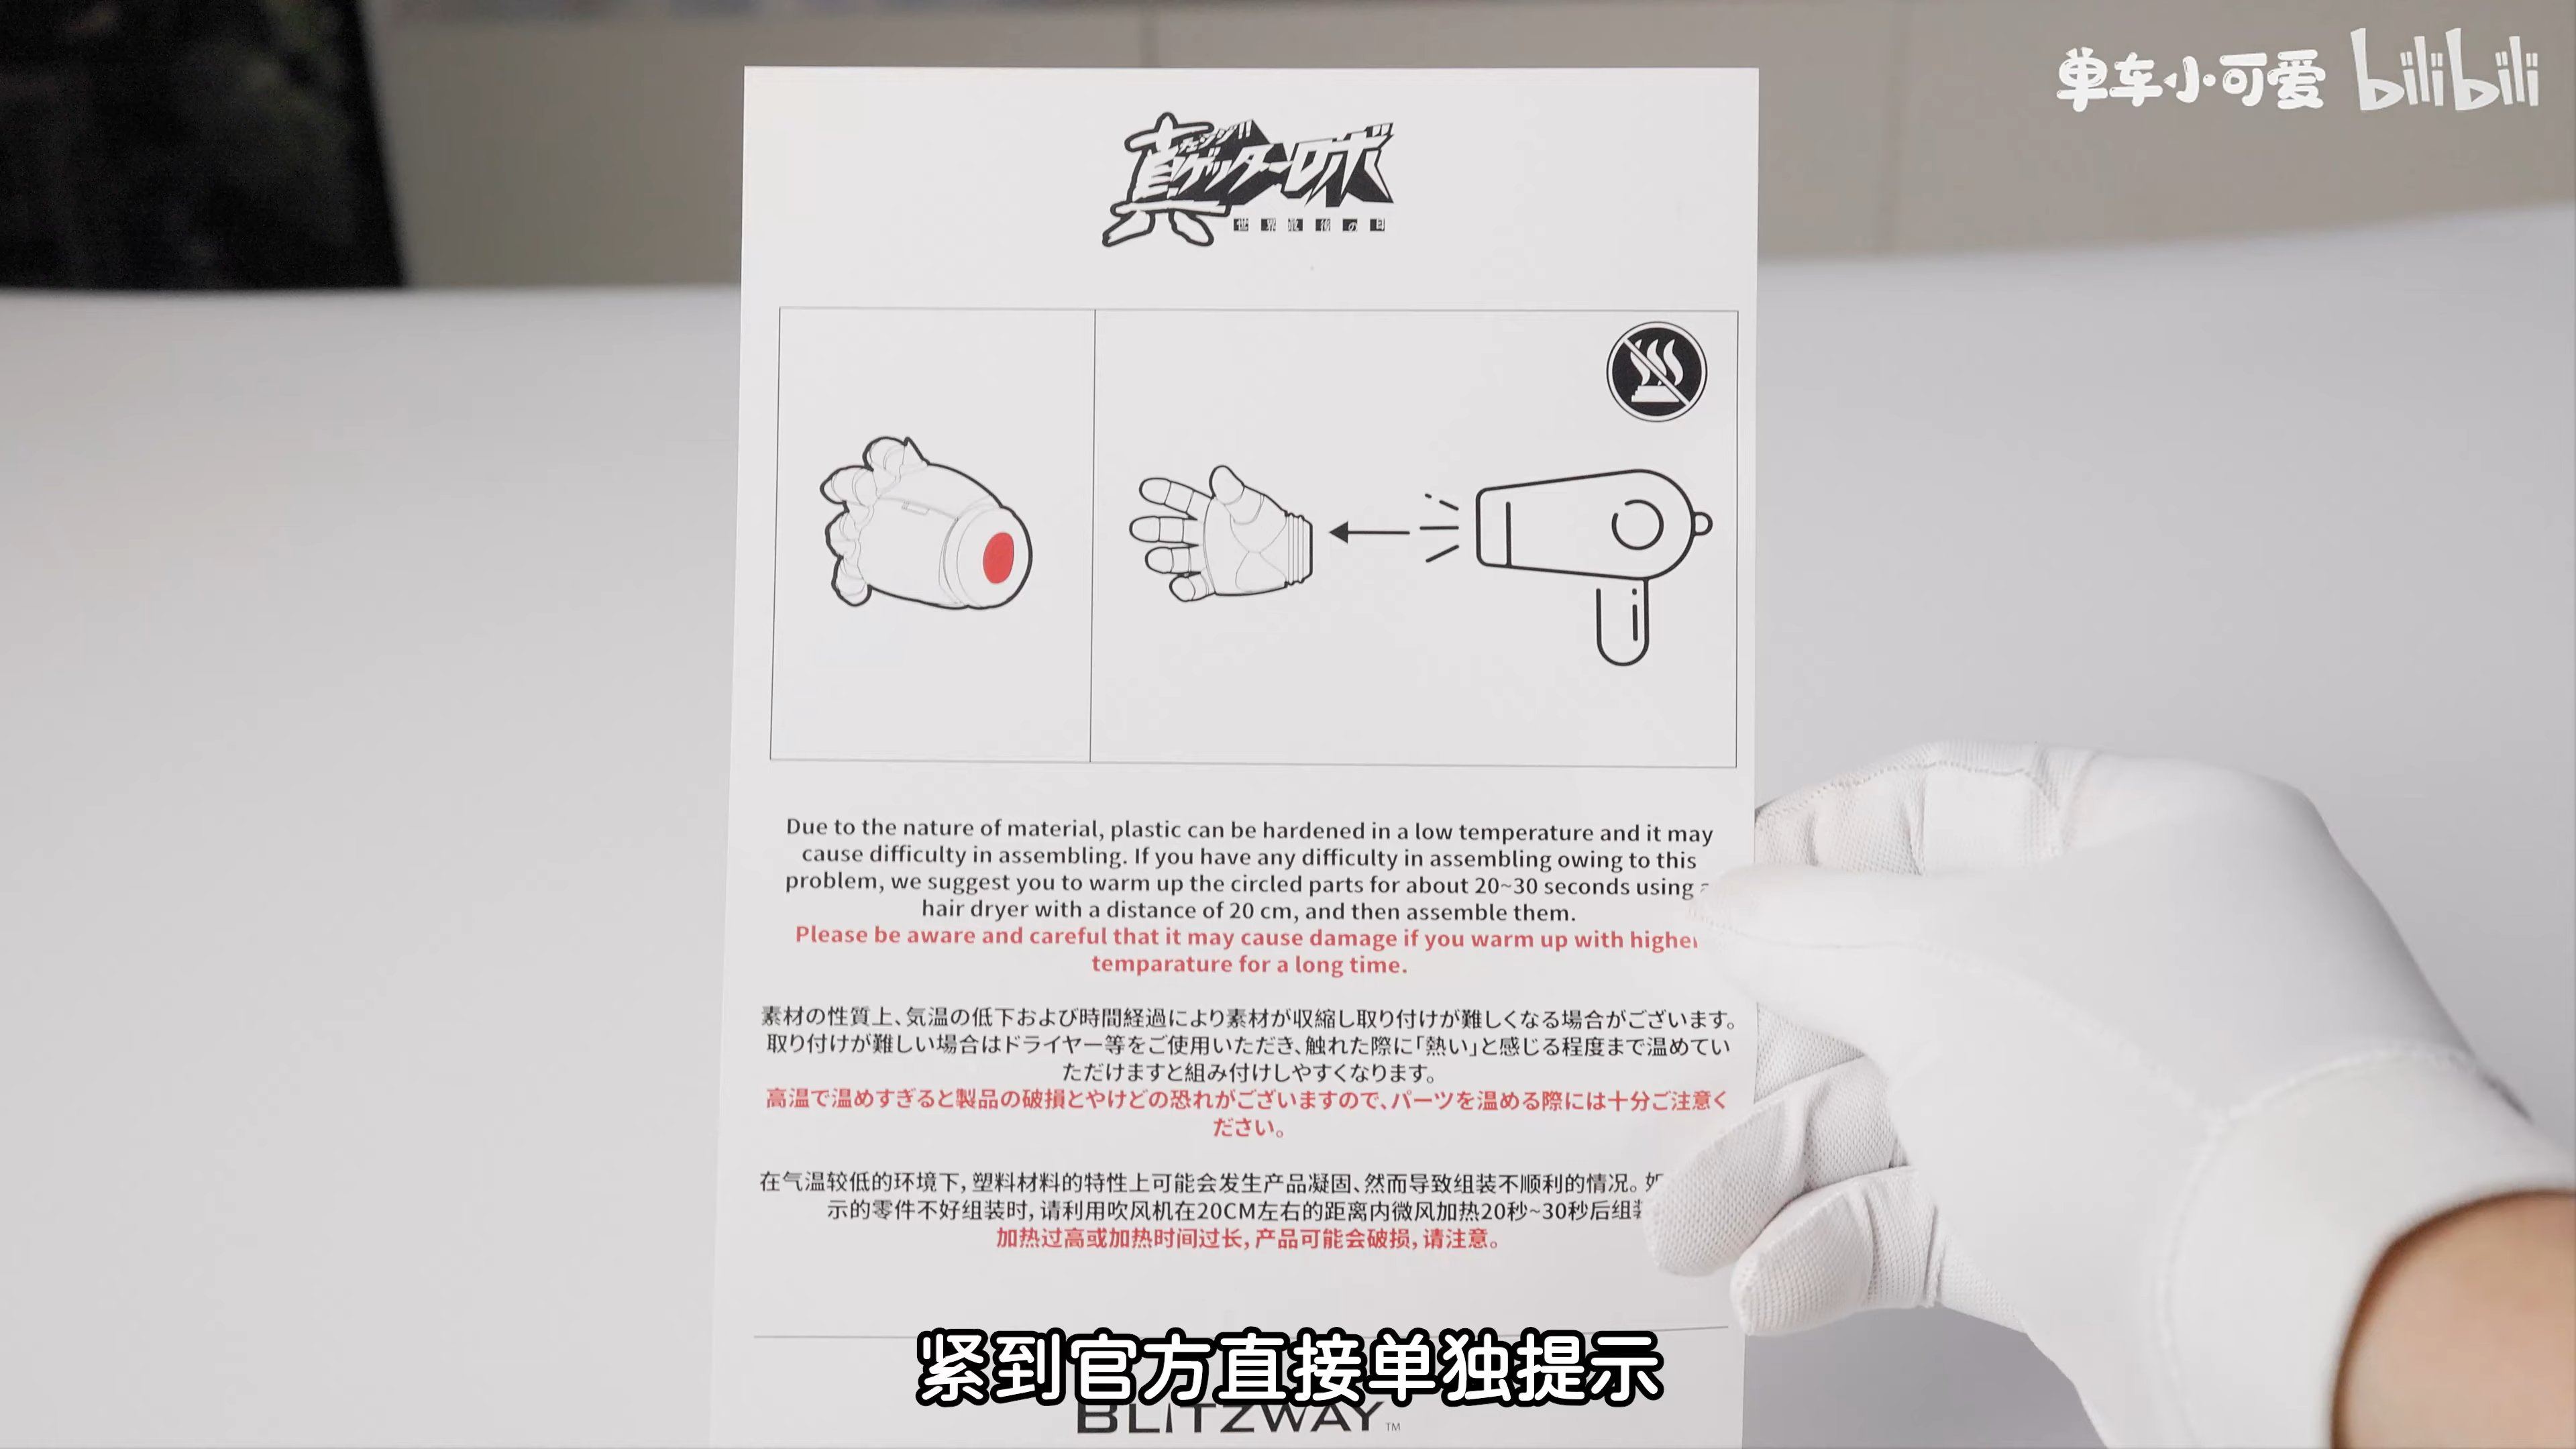 单车小可爱 bilibili
真ゲッターロボ
世界最後の日
Due to the nature of material, plastic can be hardened in a low temperature and it may
cause difficulty in assembling. If you have any difficulty in assembling owing to this
problem, we suggest you to warm up the circled parts for about 20~30 seconds using
hair dryer with a distance of 20 cm, and then assemble them.
Please be aware and careful that it may cause damage if you warm up with higher
temparature for a long time.
素材の性質上、気温の低下および時間経過により素材が収縮し取り付けが難しくなる場合がございます。
取り付けが難しい場合はドライヤー等をご使用いただき、触れた際に「熱い」と感じる程度まで温めてい
ただけますと組み付けしやすくなります。
高温で温めすぎると製品の破損とやけどの恐れがございますので、パーツを温める際には十分ご注意く
ださい。
在气温较低的环境下，塑料材料的特性上可能会发生产品凝固、然而导致组装不顺利的情况。
示的零件不好组装时，请利用吹风机在20CM左右的距离内微风加热20秒~30秒后组
加热过高或加热时间过长，产品可能会破损，请注意。
紧到官方直接单独提示
BLITZWAY™